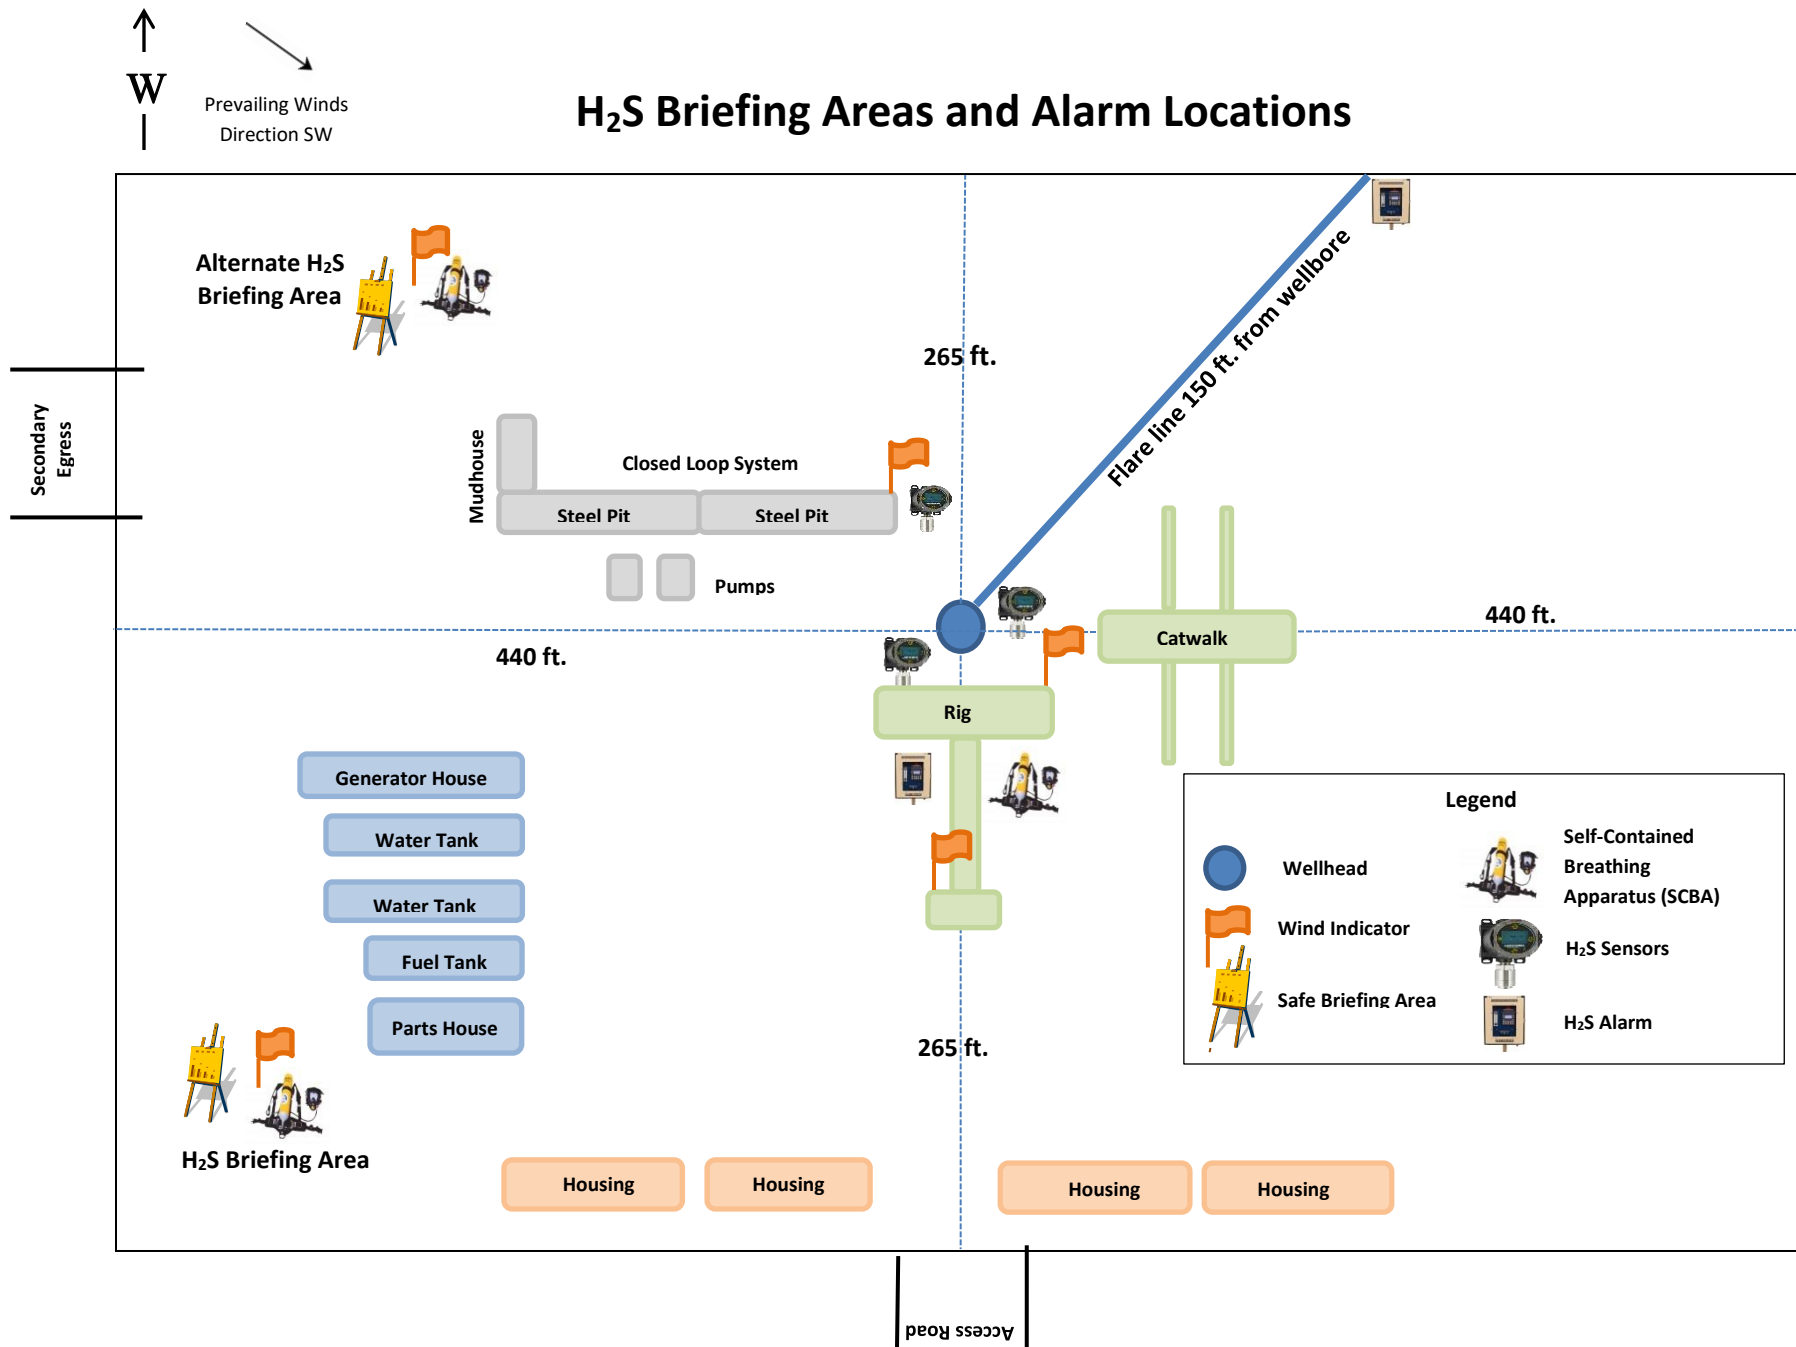 W
Prevailing Winds
Direction SW
H₂S Briefing Areas and Alarm Locations
Alternate H₂S
Briefing Area
265 ft.
Flare line 150 ft. from wellbore
Secondary
Egress
Mudhouse
Closed Loop System
Steel Pit
Steel Pit
Pumps
440 ft.
440 ft.
Catwalk
Rig
Generator House
Water Tank
Water Tank
Fuel Tank
Parts House
265 ft.
H₂S Briefing Area
Housing
Housing
Housing
Housing
Access Road
Legend
Wellhead
Wind Indicator
Safe Briefing Area
Self-Contained
Breathing
Apparatus (SCBA)
H₂S Sensors
H₂S Alarm